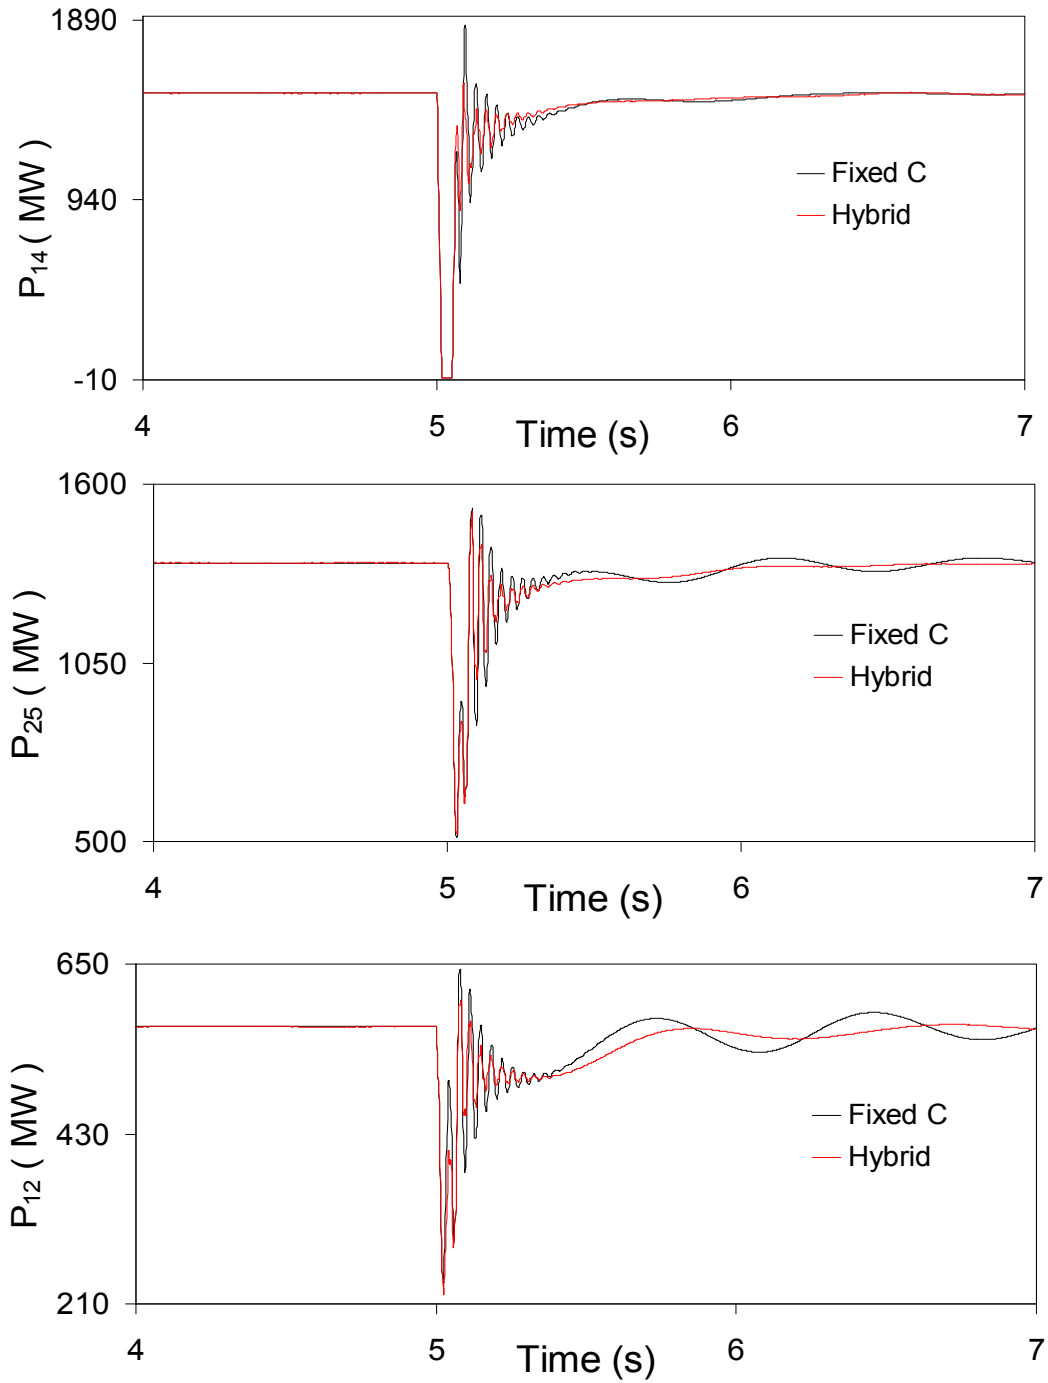 1890
940
-10
P14 ( MW)
Fixed C
Hybrid
4 5 6 7
Time (s)
1600
1050
500
P25 ( MW)
Fixed C
Hybrid
4 5 6 7
Time (s)
650
430
210
P12 ( MW)
Fixed C
Hybrid
4 5 6 7
Time (s)